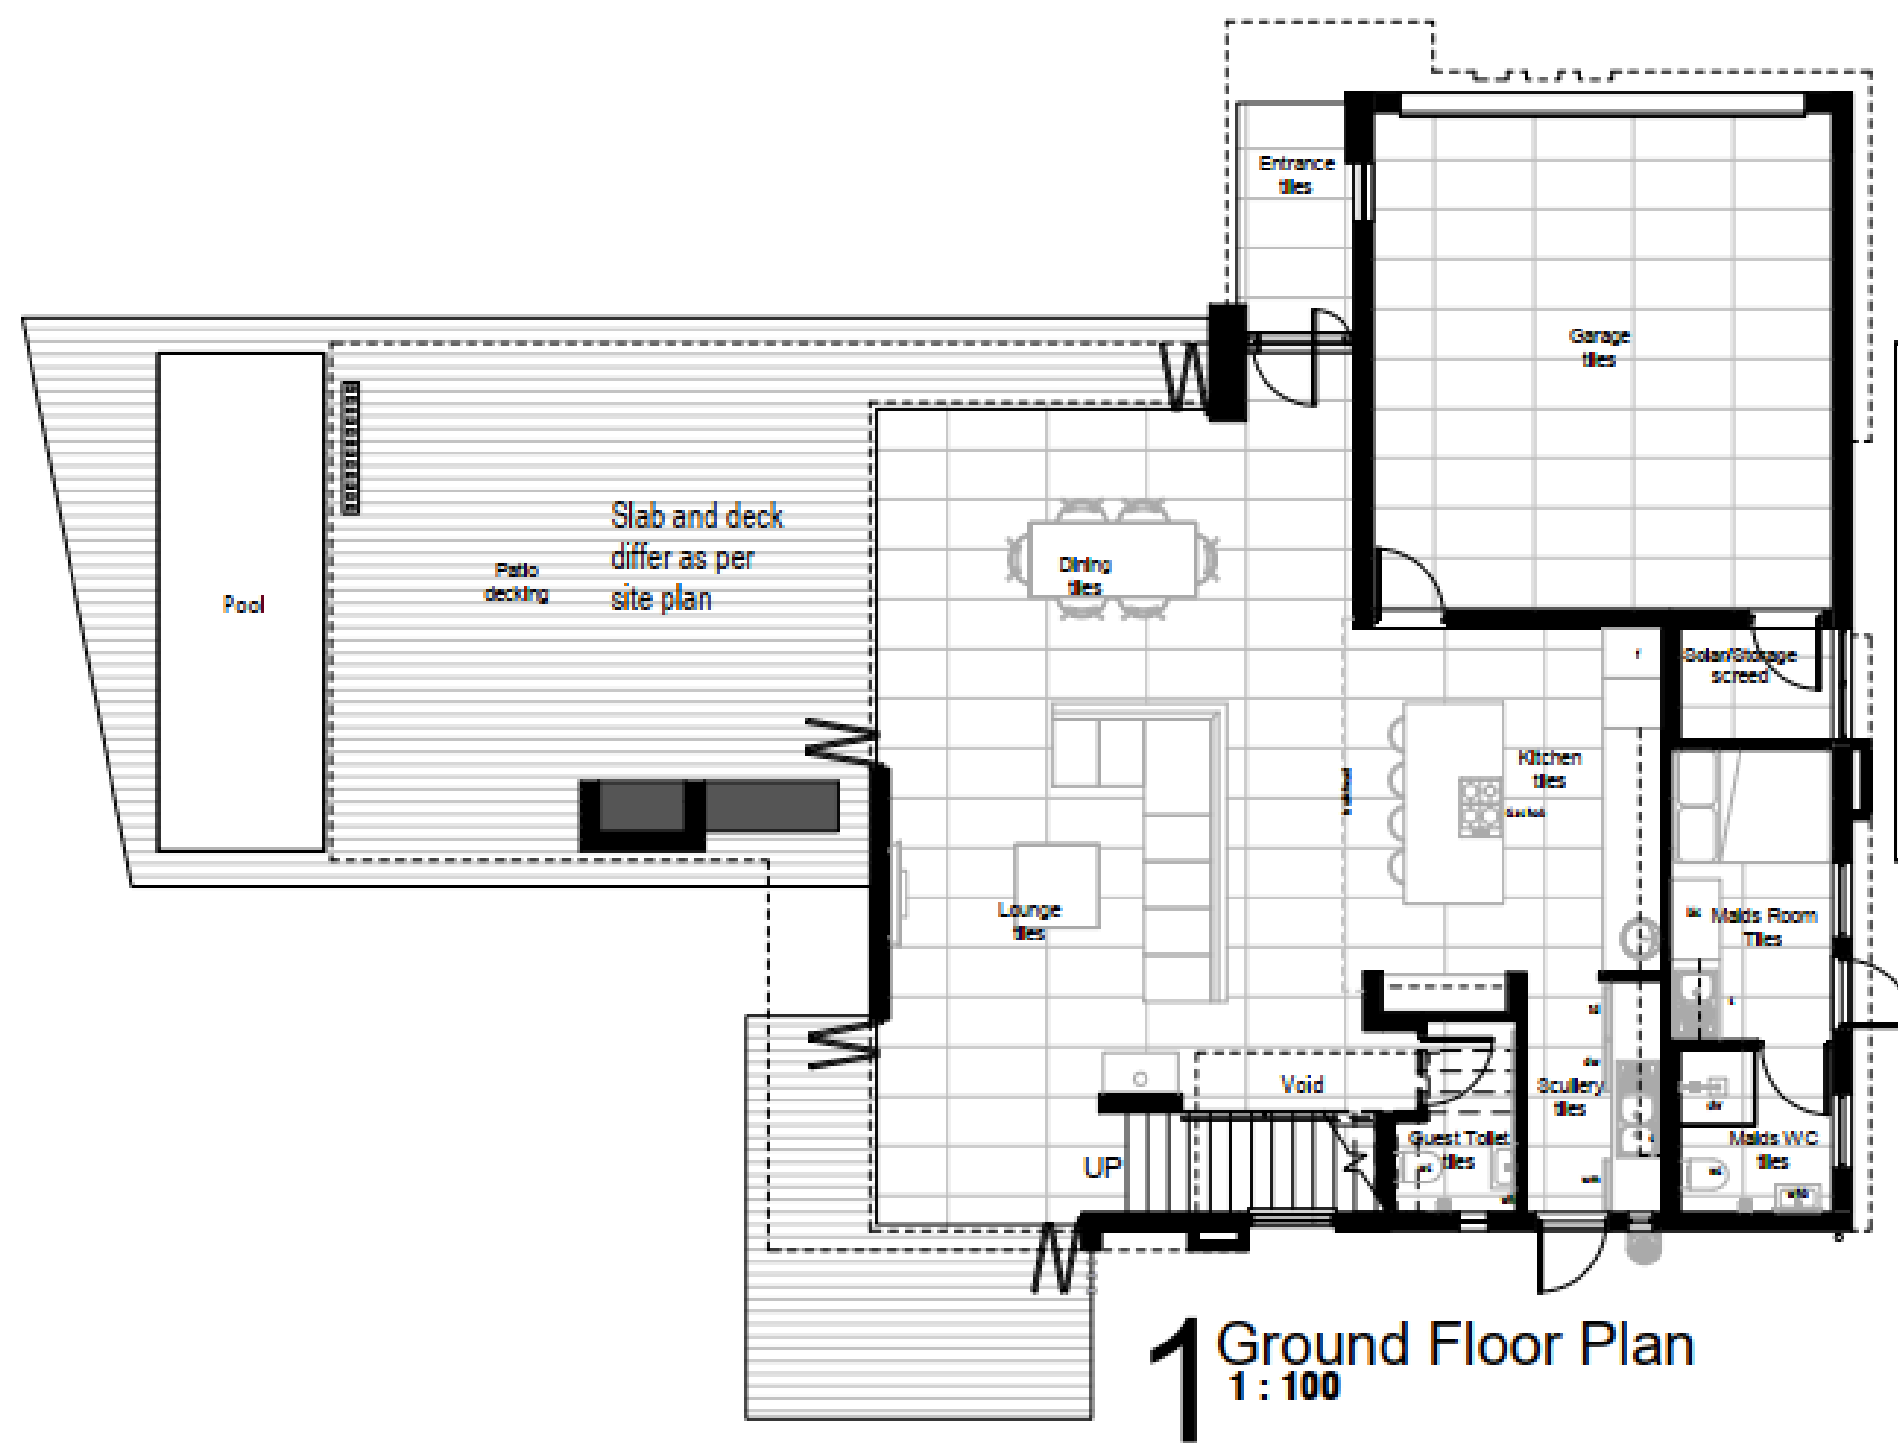 Entrance
tiles
Garage
tiles
Slab and deck
differ as per
site plan
Patio
decking
Pool
Dining
tiles
Solar/Storage
screed
Kitchen
tiles
Lounge
tiles
Maids Room
Tiles
Void
Scullery
tiles
UP
Guest Toilet
tiles
Maids WC
tiles
1 Ground Floor Plan
1 : 100